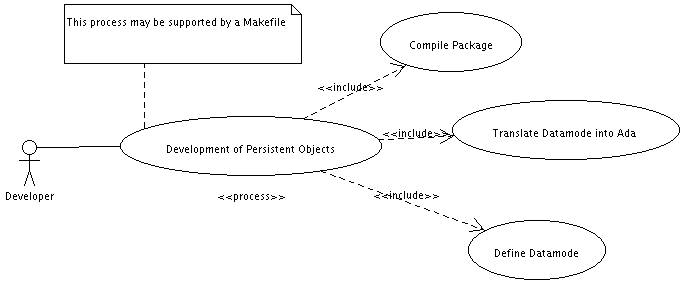 This process may be supported by a Makefile
Compile Package
<<include>>
Translate Datamode into Ada
<<include>>
Development of Persistent Objects
Developer
<<process>>
<<include>>
Define Datamode